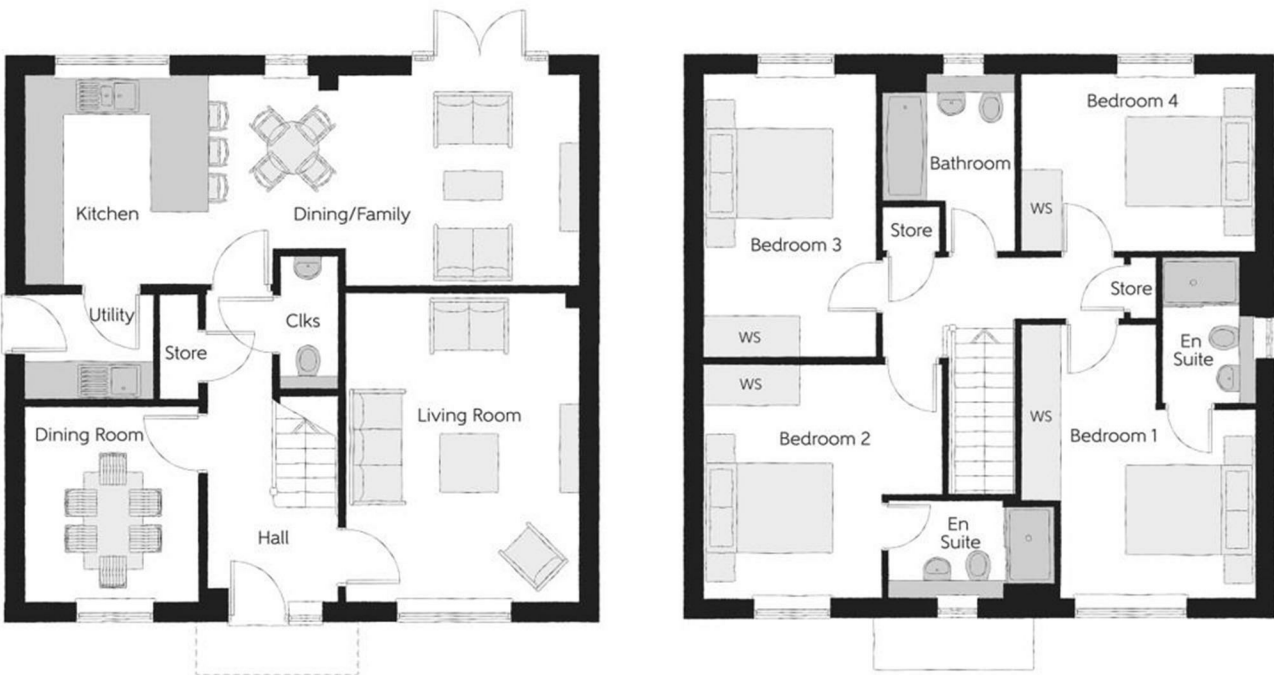 Kitchen
Dining/Family
Utility
Store
Clks
Dining Room
Living Room
Hall
Bedroom 3
Bathroom
Bedroom 4
WS
Store
Store
WS
En
Suite
WS
Bedroom 2
WS
Bedroom 1
En
Suite